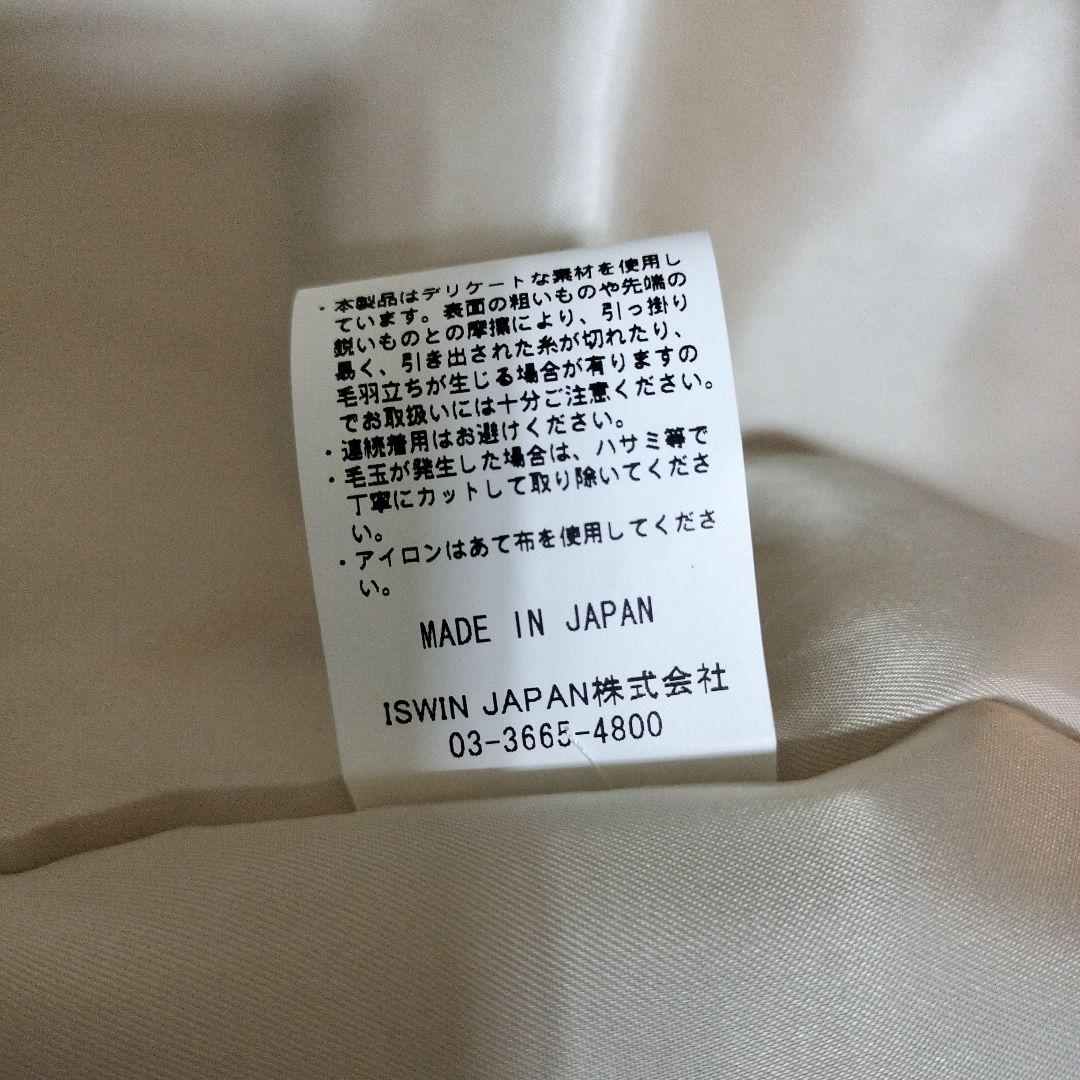 ・本製品はデリケートな素材を使用し
ています。表面の粗いものや先端の
鋭いものとの摩擦により、引っ掛り
易く、引き出された糸が切れたり、
毛羽立ちが生じる場合が有りますの
でお取扱いには十分ご注意ください。
・連続着用はお避けください。
・毛玉が発生した場合は、ハサミ等で
丁寧にカットして取り除いてくださ
い。
・アイロンはあて布を使用してくださ
い。
MADE IN JAPAN
ISWIN JAPAN株式会社
03-3665-4800